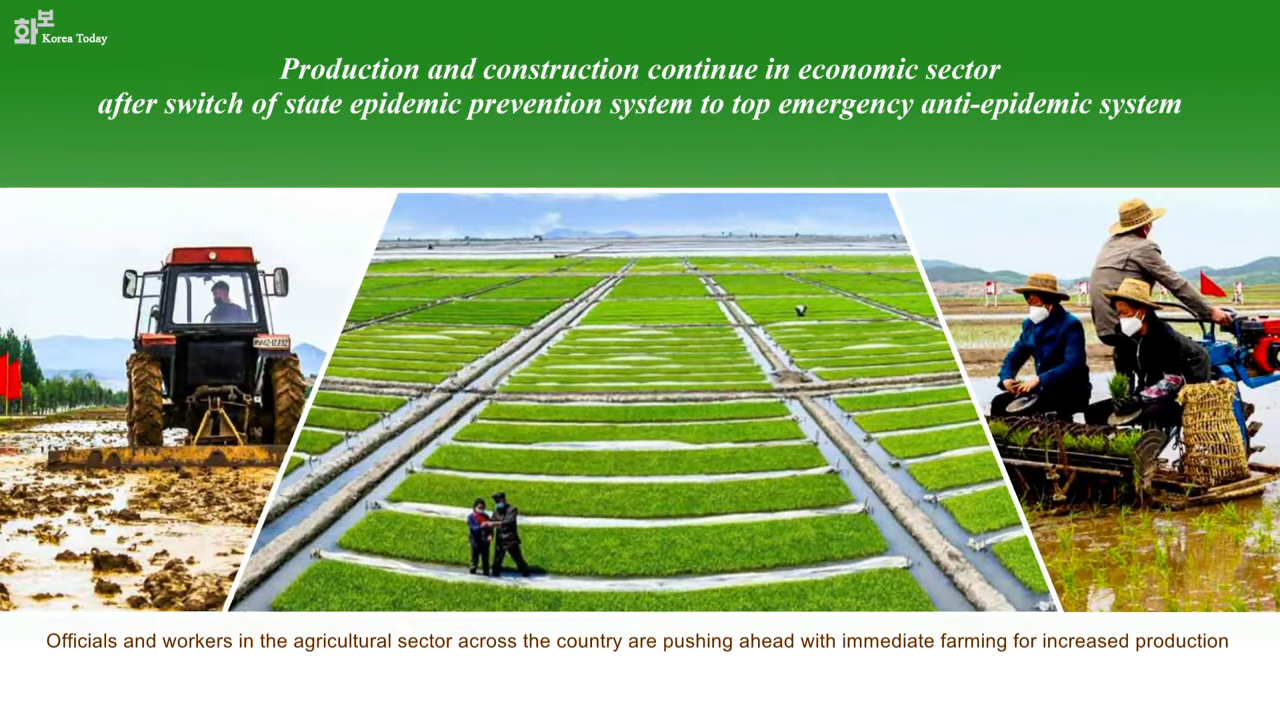 화보
Korea Today
Production and construction continue in economic sector
after switch of state epidemic prevention system to top emergency anti-epidemic system
Officials and workers in the agricultural sector across the country are pushing ahead with immediate farming for increased production